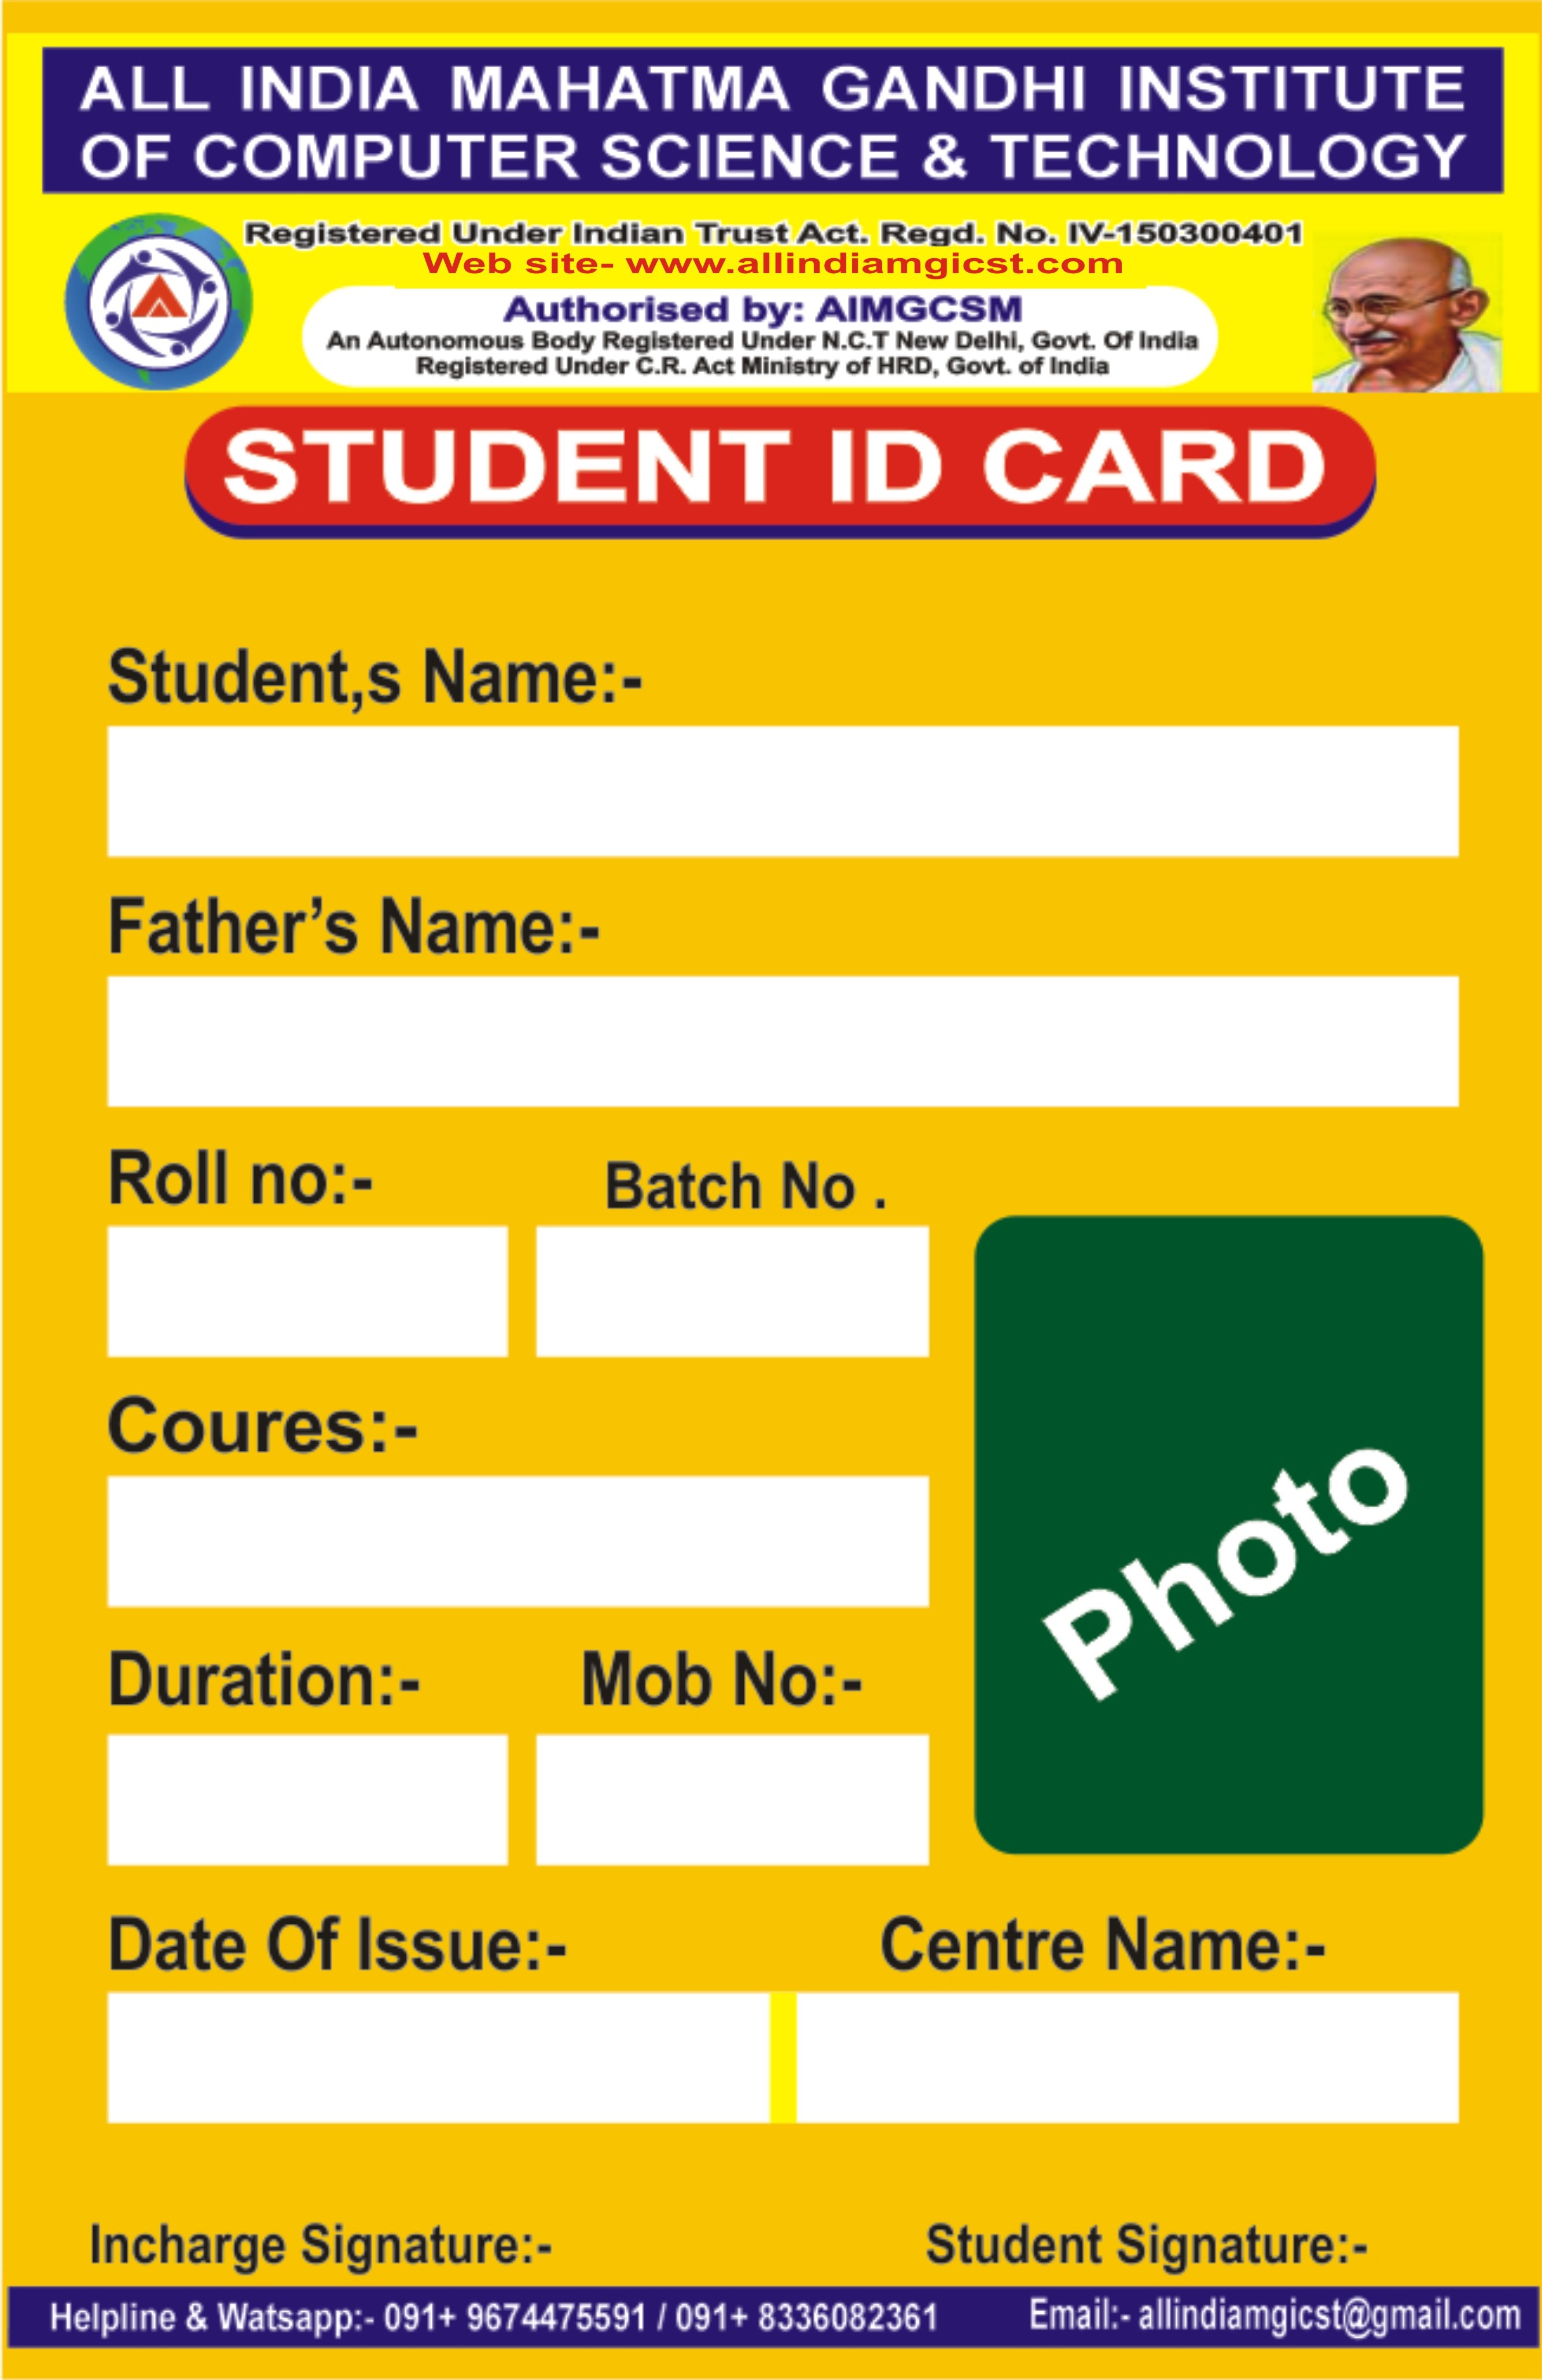 ALL INDIA MAHATMA GANDHI INSTITUTE
OF COMPUTER SCIENCE & TECHNOLOGY
Registered Under Indian Trust Act. Regd. No. IV-150300401
Web site- www.allindiamgicst.com
Authorised by: AIMGCSM
An Autonomous Body Registered Under N.C.T New Delhi, Govt. Of India
Registered Under C.R. Act Ministry of HRD, Govt. of India
STUDENT ID CARD
Student,s Name:-
Father’s Name:-
Roll no:- Batch No .
Coures:-
Photo
Duration:- Mob No:-
Date Of Issue:- Centre Name:-
Incharge Signature:- Student Signature:-
Helpline & Watsapp:- 091+ 9674475591 / 091+ 8336082361 Email:- allindiamgicst@gmail.com